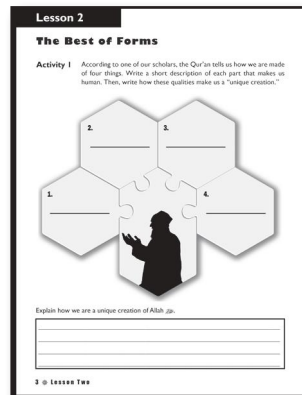 Lesson 2
The Best of Forms
Activity 1 According to one of our scholars, the Qur'an tells us how we are made
of four things. Write a short description of each part that makes us
human. Then, write how these qualities make us a "unique creation."
2.
3.
1.
4.
Explain how we are a unique creation of Allah
3 Lesson Two